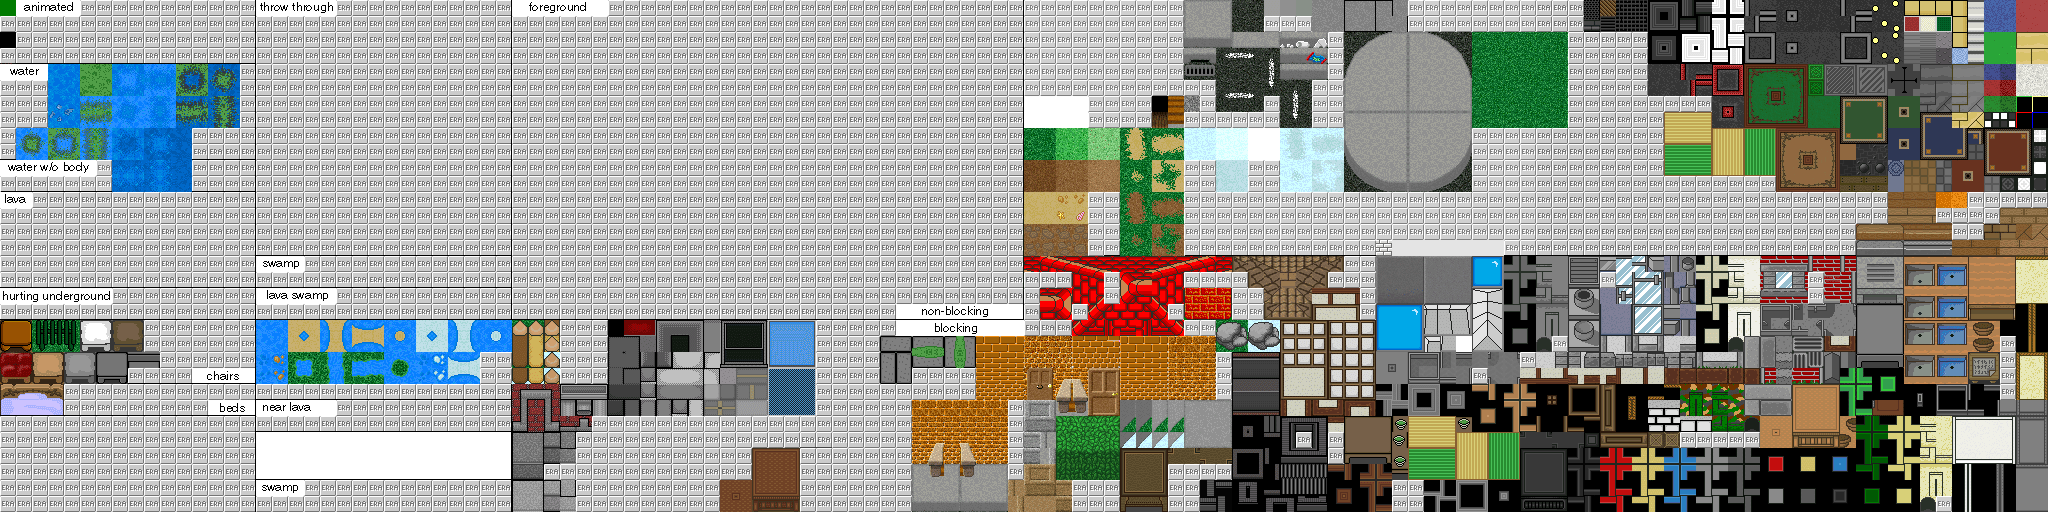 animated
throw through
foreground
water
water w/o body
lava
swamp
hurting underground
lava swamp
non-blocking
blocking
chairs
beds
near lava
swamp
ERA